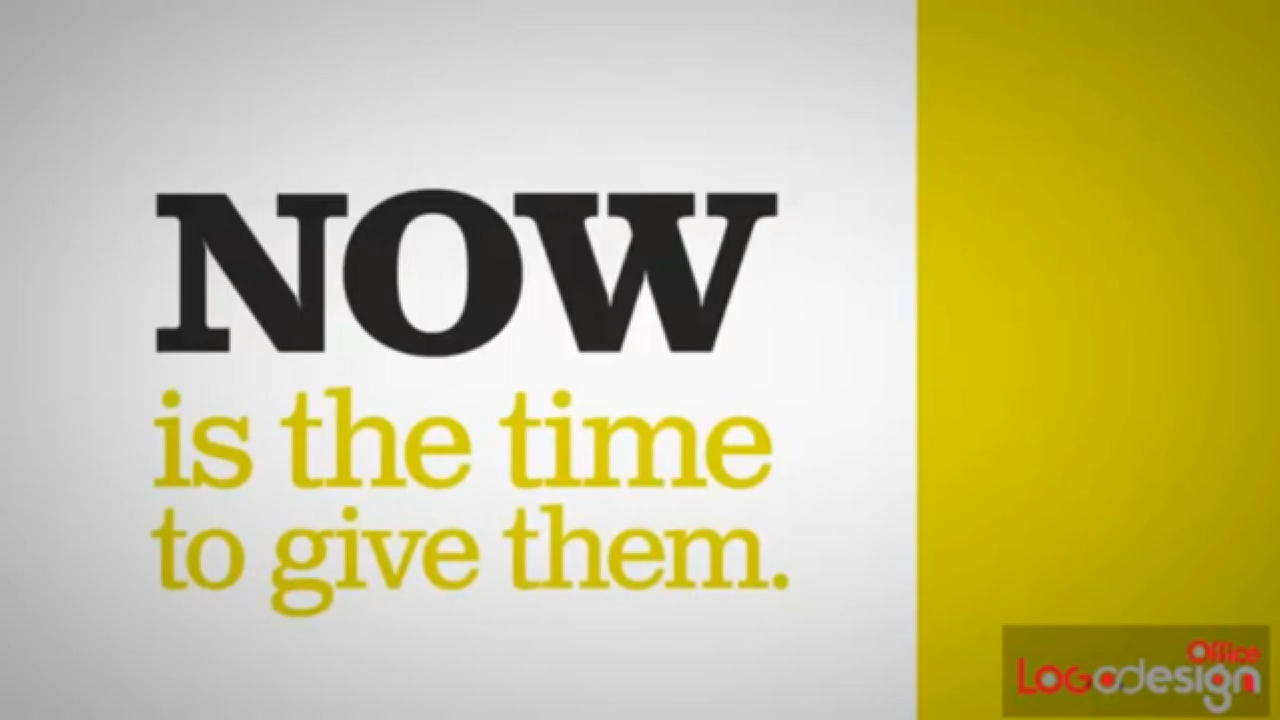 NOW
is the time
to give them.
Office
Logodesign